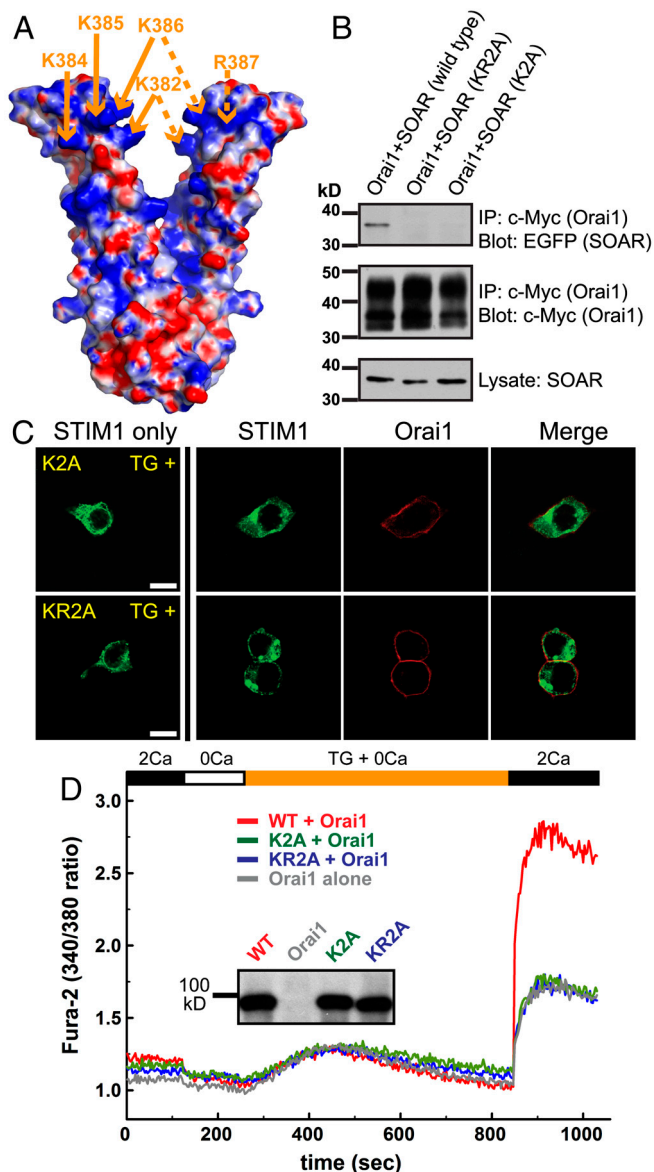 A
K385
K386
K384
K382
R387
B
Orai1+SOAR (wild type)
Orai1+SOAR (KR2A)
Orai1+SOAR (K2A)
kD
40
30
IP: c-Myc (Orai1)
Blot: EGFP (SOAR)
50
40
30
IP: c-Myc (Orai1)
Blot: c-Myc (Orai1)
40
30
Lysate: SOAR
C
STIM1 only
STIM1
Orai1
Merge
K2A
TG +
KR2A
TG +
2Ca
0Ca
TG + 0Ca
2Ca
D
WT + Orai1
K2A + Orai1
KR2A + Orai1
Orai1 alone
WT
Orai1
K2A
KR2A
100
kD
Fura-2 (340/380 ratio)
3.0
2.5
2.0
1.5
1.0
0
200
400
600
800
1000
time (sec)